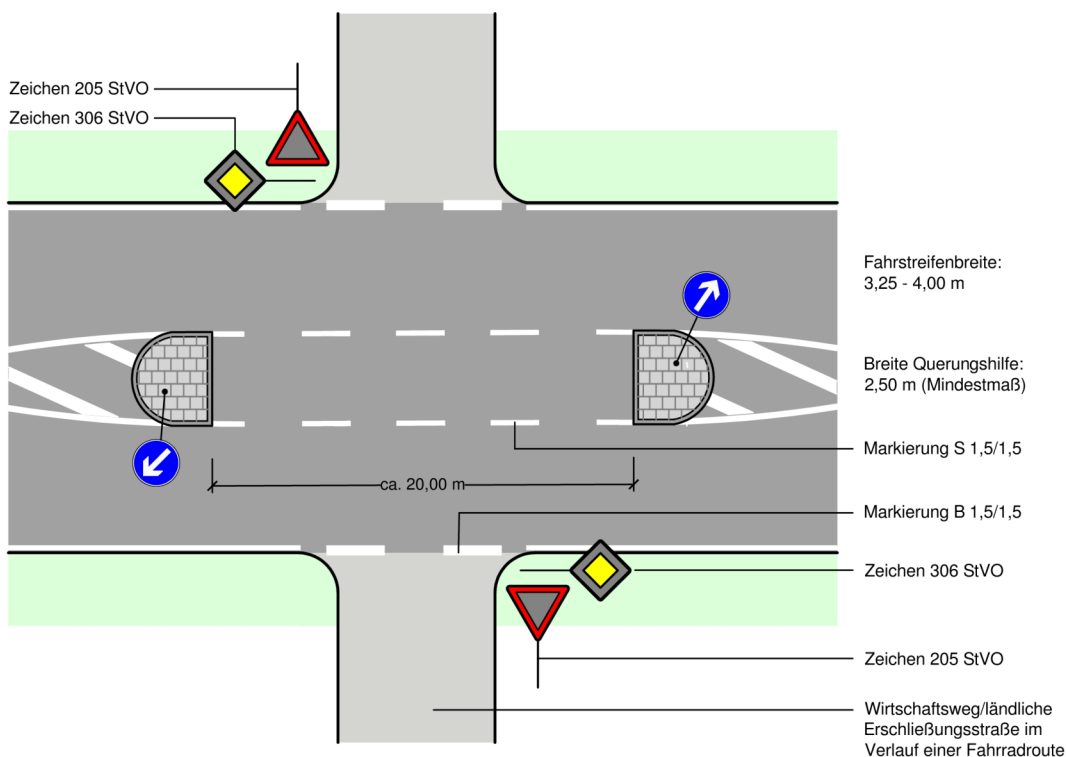 Zeichen 205 StVO
Zeichen 306 StVO
Fahrstreifenbreite:
3,25 - 4,00 m
Breite Querungshilfe:
2,50 m (Mindestmaß)
Markierung S 1,5/1,5
ca. 20,00 m
Markierung B 1,5/1,5
Zeichen 306 StVO
Zeichen 205 StVO
Wirtschaftsweg/ländliche
Erschließungsstraße im
Verlauf einer Fahrradroute